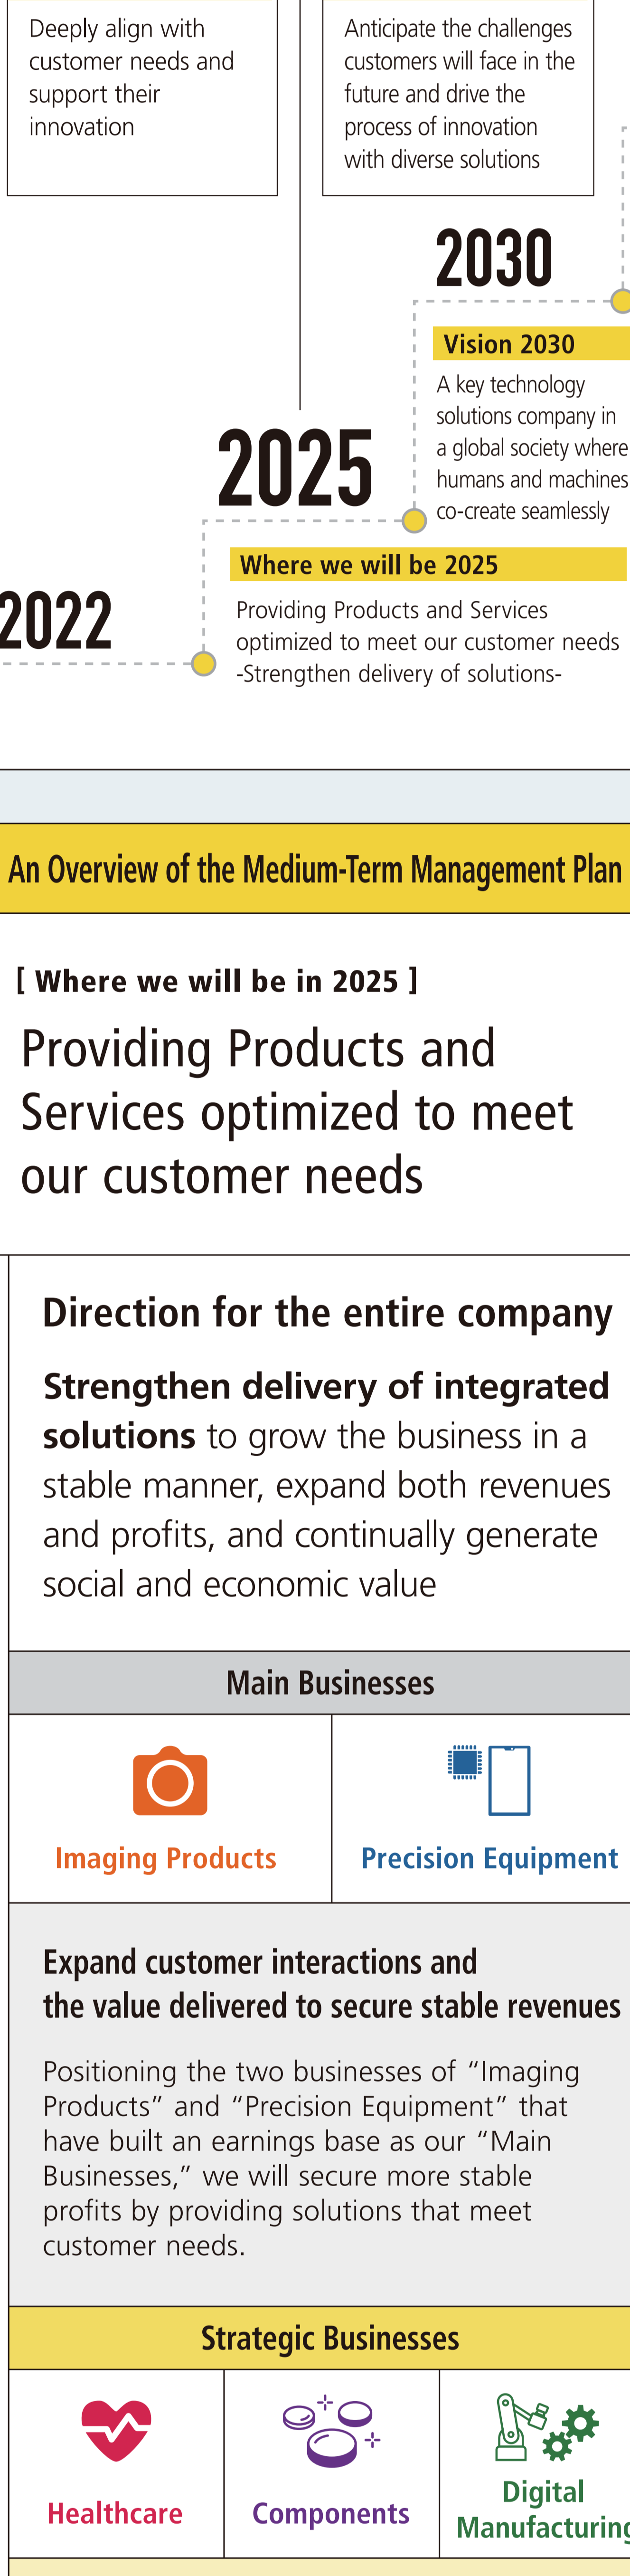 Deeply align with
customer needs and
support their
innovation
Anticipate the challenges
customers will face in the
future and drive the
process of innovation
with diverse solutions
2030
Vision 2030
A key technology
solutions company in
a global society where
humans and machines
co-create seamlessly
2025
Where we will be 2025
Providing Products and Services
optimized to meet our customer needs
-Strengthen delivery of solutions-
2022
An Overview of the Medium-Term Management Plan
[ Where we will be in 2025 ]
Providing Products and
Services optimized to meet
our customer needs
Direction for the entire company
Strengthen delivery of integrated
solutions to grow the business in a
stable manner, expand both revenues
and profits, and continually generate
social and economic value
Main Businesses
Imaging Products
Precision Equipment
Expand customer interactions and
the value delivered to secure stable revenues
Positioning the two businesses of “Imaging
Products” and “Precision Equipment” that
have built an earnings base as our “Main
Businesses,” we will secure more stable
profits by providing solutions that meet
customer needs.
Strategic Businesses
Healthcare
Components
Digital
Manufacturing